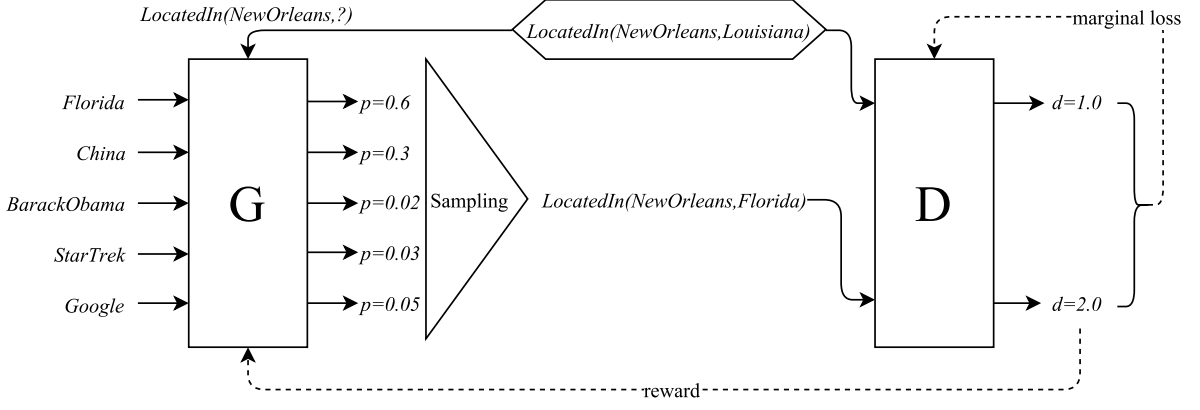 LocatedIn(NewOrleans,?)
LocatedIn(NewOrleans,Louisiana)
marginal loss
Florida
China
BarackObama
StarTrek
Google
G
p=0.6
p=0.3
p=0.02
p=0.03
p=0.05
Sampling
LocatedIn(NewOrleans,Florida)
D
d=1.0
d=2.0
reward